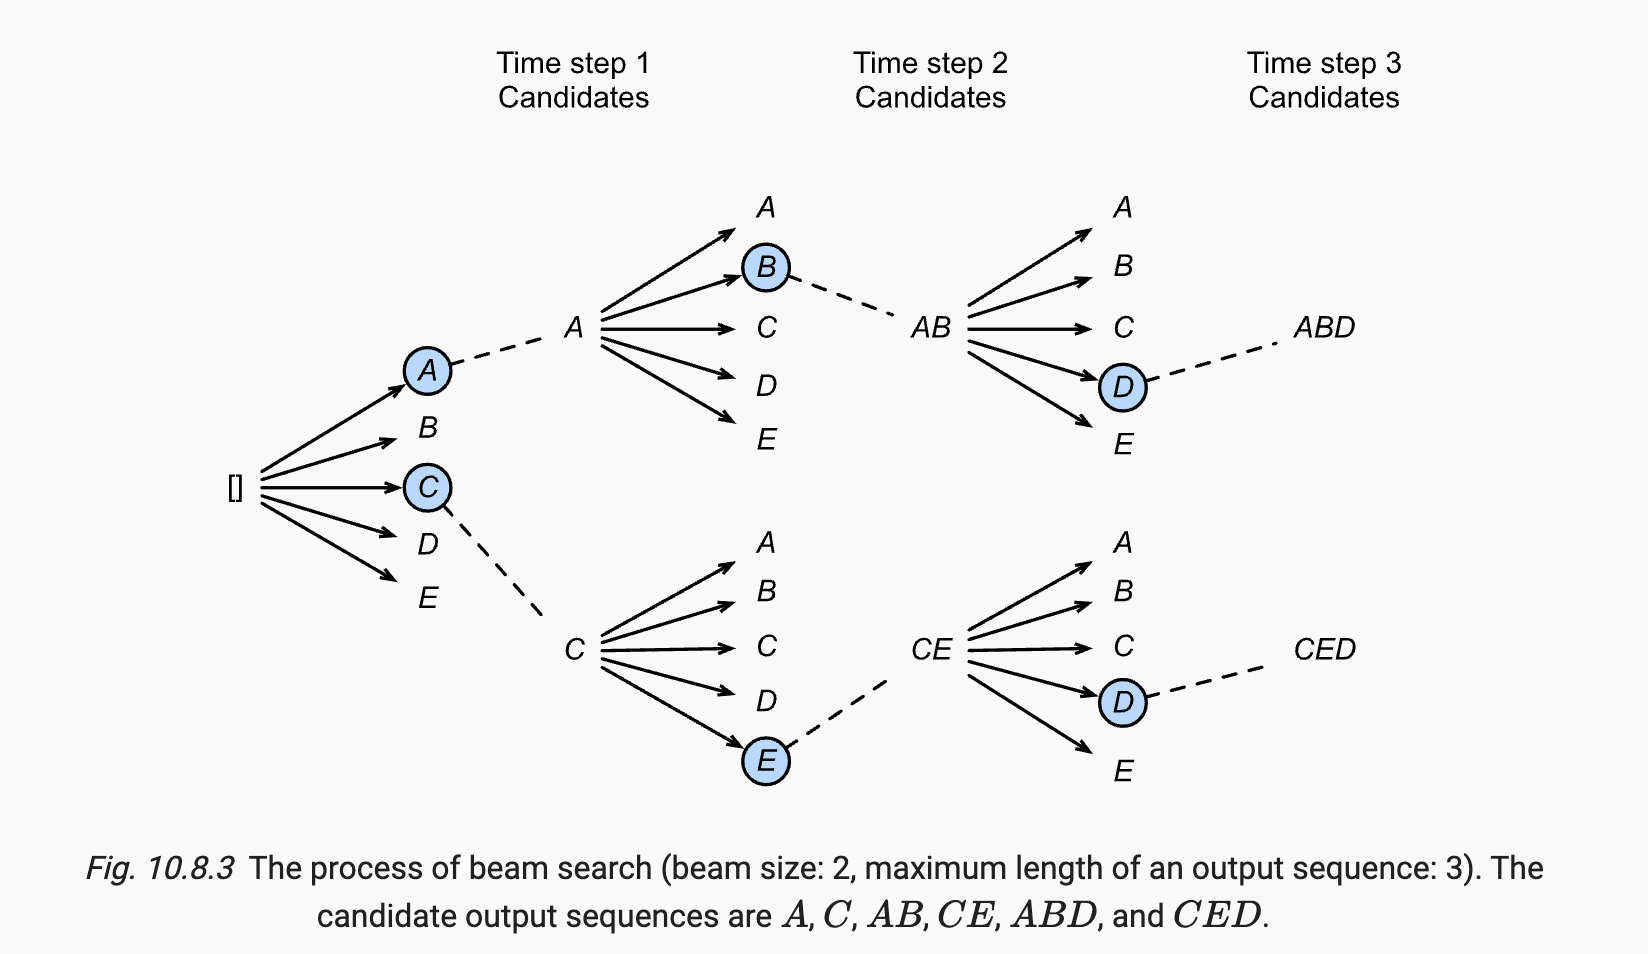 Time step 1
Candidates
Time step 2
Candidates
Time step 3
Candidates
[]
A
B
C
D
E
A
A
B
C
D
E
C
A
B
C
D
E
AB
A
B
C
D
E
CE
A
B
C
D
E
ABD
CED
Fig. 10.8.3 The process of beam search (beam size: 2, maximum length of an output sequence: 3). The
candidate output sequences are A, C, AB, CE, ABD, and CED.